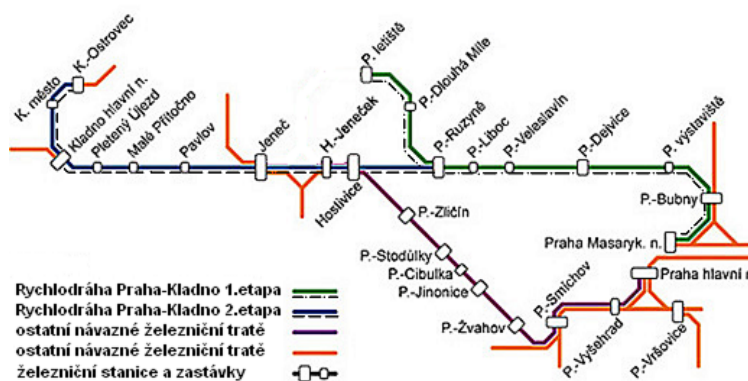 K.-Ostrovec
K. město
Kladno hlavní n.
Pletený Újezd
Malé Přítočno
Pavlov
Jeneč
H.-Jeneček
Hostivice
P. letiště
P.-Dlouhá Míle
P.-Ruzyně
P.-Liboc
P.-Veleslavín
P.-Dejvice
P. výstaviště
P.-Bubny
Praha Masaryk. n.
P.-Zličín
P.-Stodůlky
P.-Cibulka
P.-Jinonice
P.-Žvahov
P.-Smíchov
P.-Vyšehrad
P.-Vršovice
Praha hlavní n
Rychlodráha Praha-Kladno 1.etapa
Rychlodráha Praha-Kladno 2.etapa
ostatní návazné železniční tratě
ostatní návazné železniční tratě
železniční stanice a zastávky